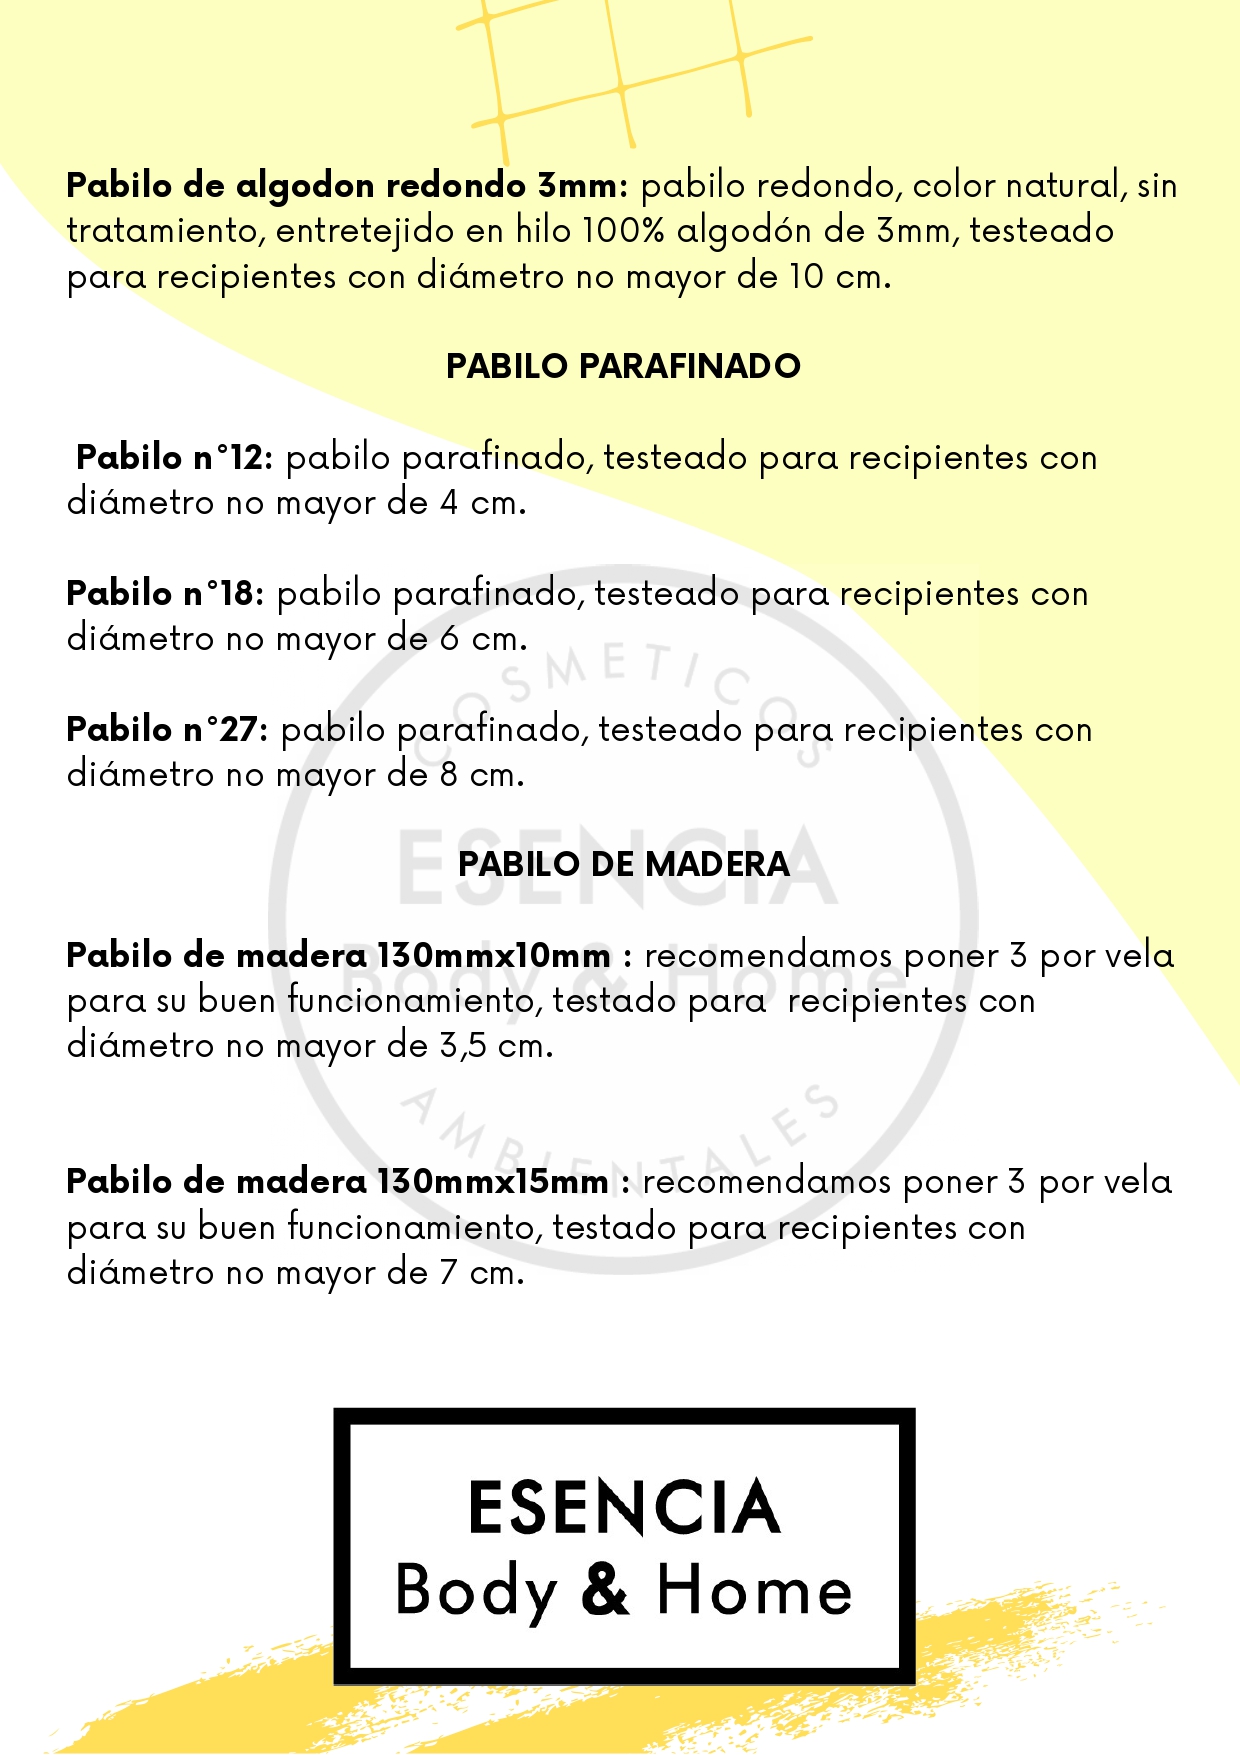 Pabilo de algodon redondo 3mm: pabilo redondo, color natural, sin
tratamiento, entretejido en hilo 100% algodón de 3mm, testeado
para recipientes con diámetro no mayor de 10 cm.
PABILO PARAFINADO
Pabilo n°12: pabilo parafinado, testeado para recipientes con
diámetro no mayor de 4 cm.
Pabilo n°18: pabilo parafinado, testeado para recipientes con
diámetro no mayor de 6 cm.
COSMETICOS
Pabilo n°27: pabilo parafinado, testeado para recipientes con
diámetro no mayor de 8 cm.
ESENCIA
PABILO DE MADERA
Body & Home
Pabilo de madera 130mmx10mm : recomendamos poner 3 por vela
para su buen funcionamiento, testado para recipientes con
diámetro no mayor de 3,5 cm.
AMBIENTALES
Pabilo de madera 130mmx15mm : recomendamos poner 3 por vela
para su buen funcionamiento, testado para recipientes con
diámetro no mayor de 7 cm.
ESENCIA
Body & Home